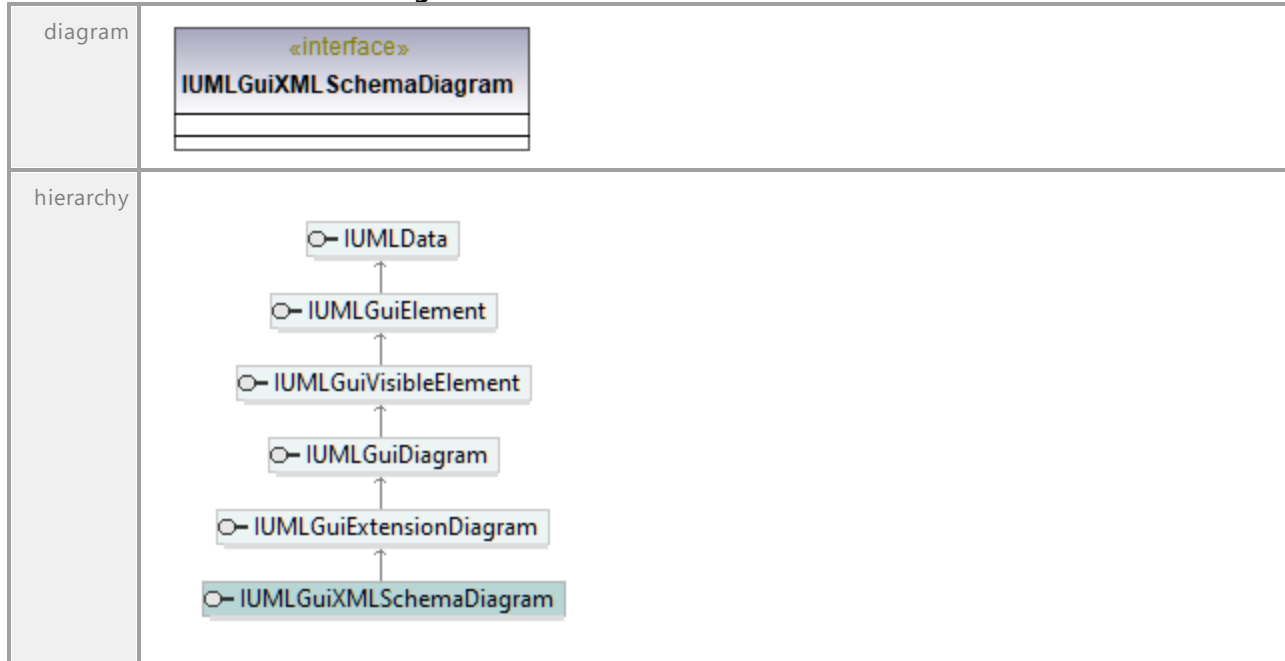 diagram
«interface»
IUMLGuiXMLSchemaDiagram
hierarchy
IUMLData
IUMLGuiElement
IUMLGuiVisibleElement
IUMLGuiDiagram
IUMLGuiExtensionDiagram
IUMLGuiXMLSchemaDiagram